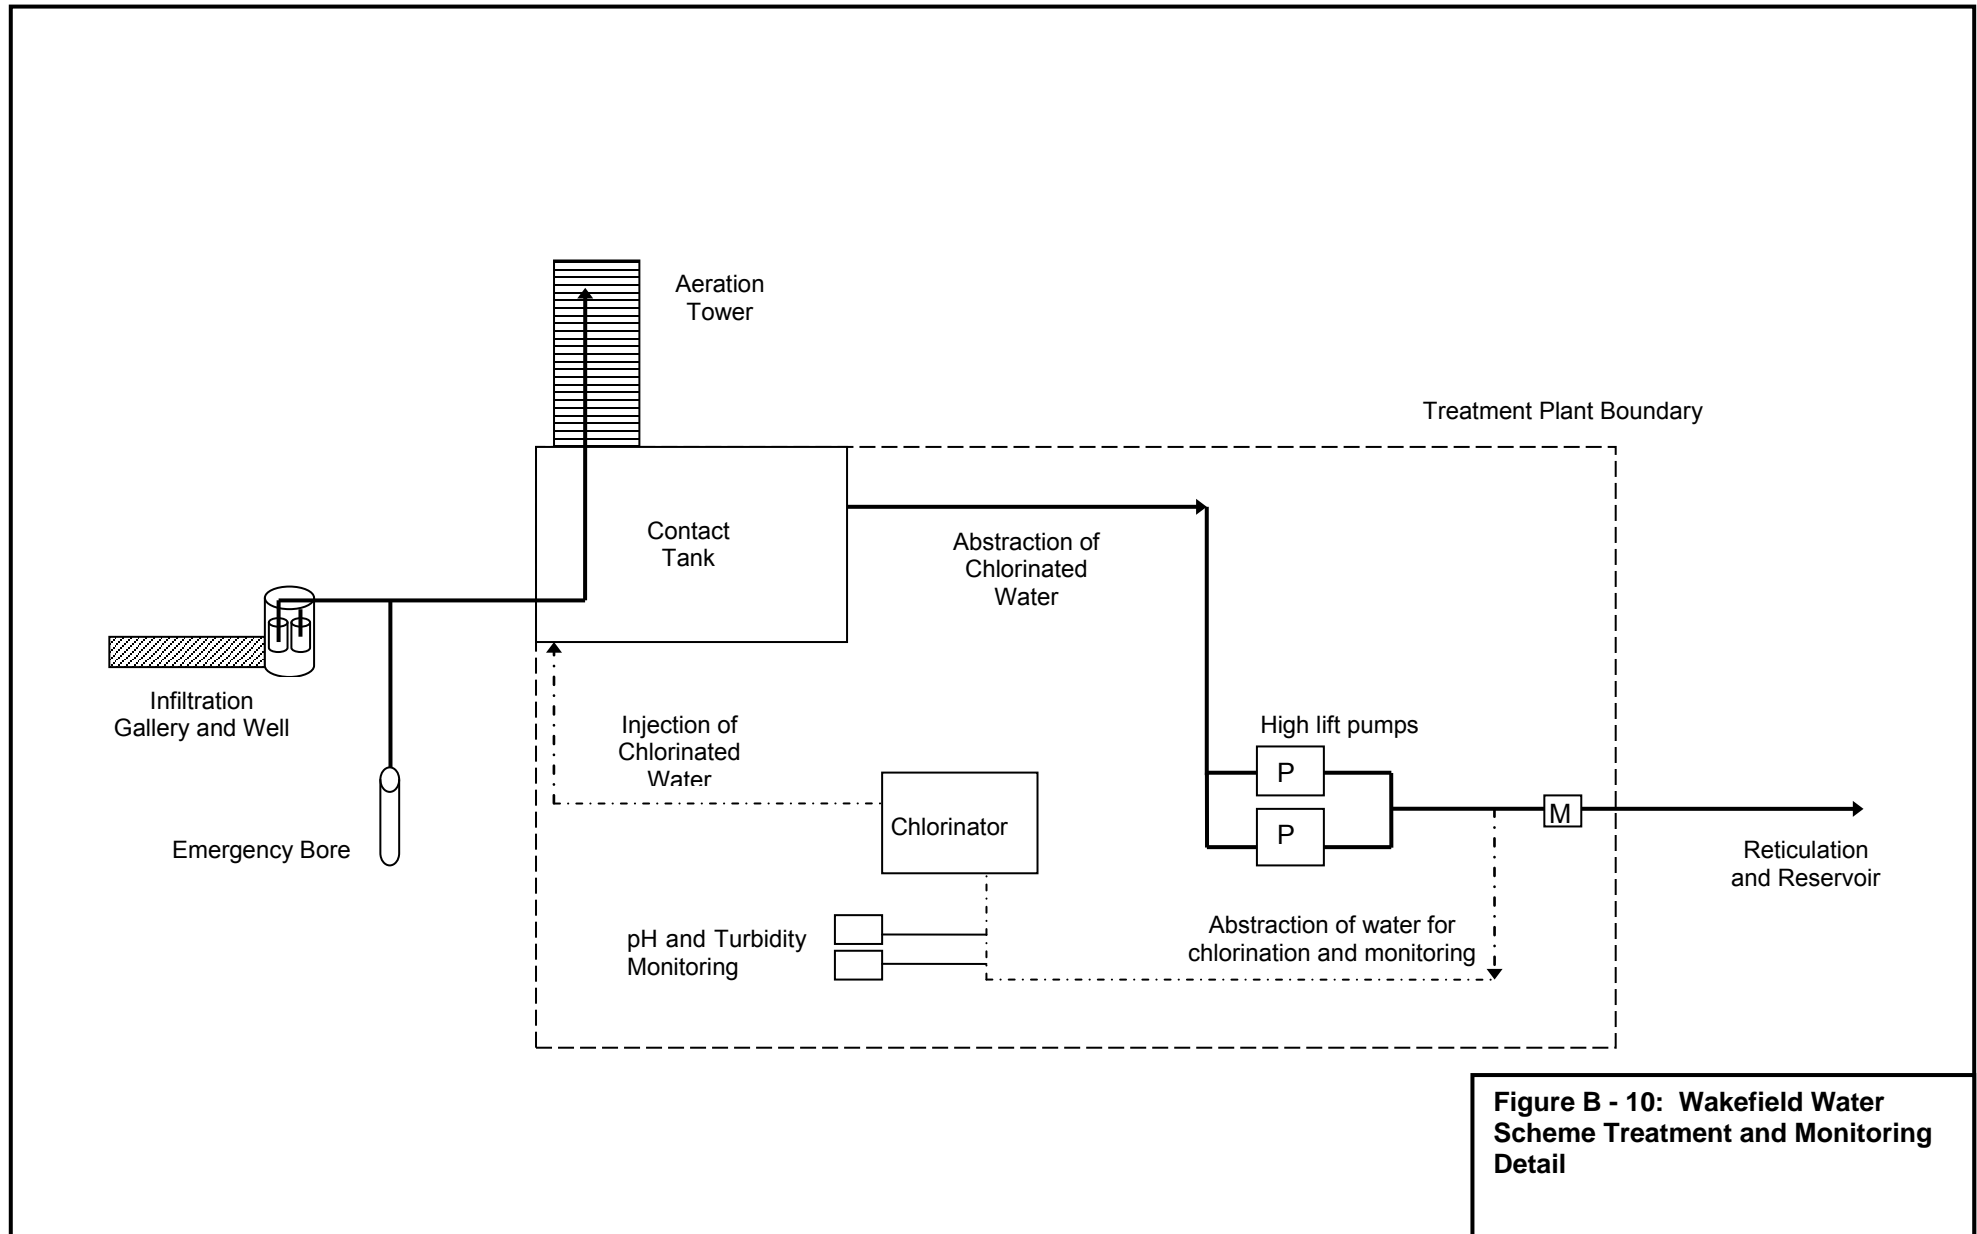 Aeration
Tower
Treatment Plant Boundary
Contact
Tank
Abstraction of
Chlorinated
Water
Infiltration
Gallery and Well
Injection of
Chlorinated
Water
High lift pumps
P
P
M
Chlorinator
Emergency Bore
Reticulation
and Reservoir
pH and Turbidity
Monitoring
Abstraction of water for
chlorination and monitoring
Figure B - 10: Wakefield Water
Scheme Treatment and Monitoring
Detail